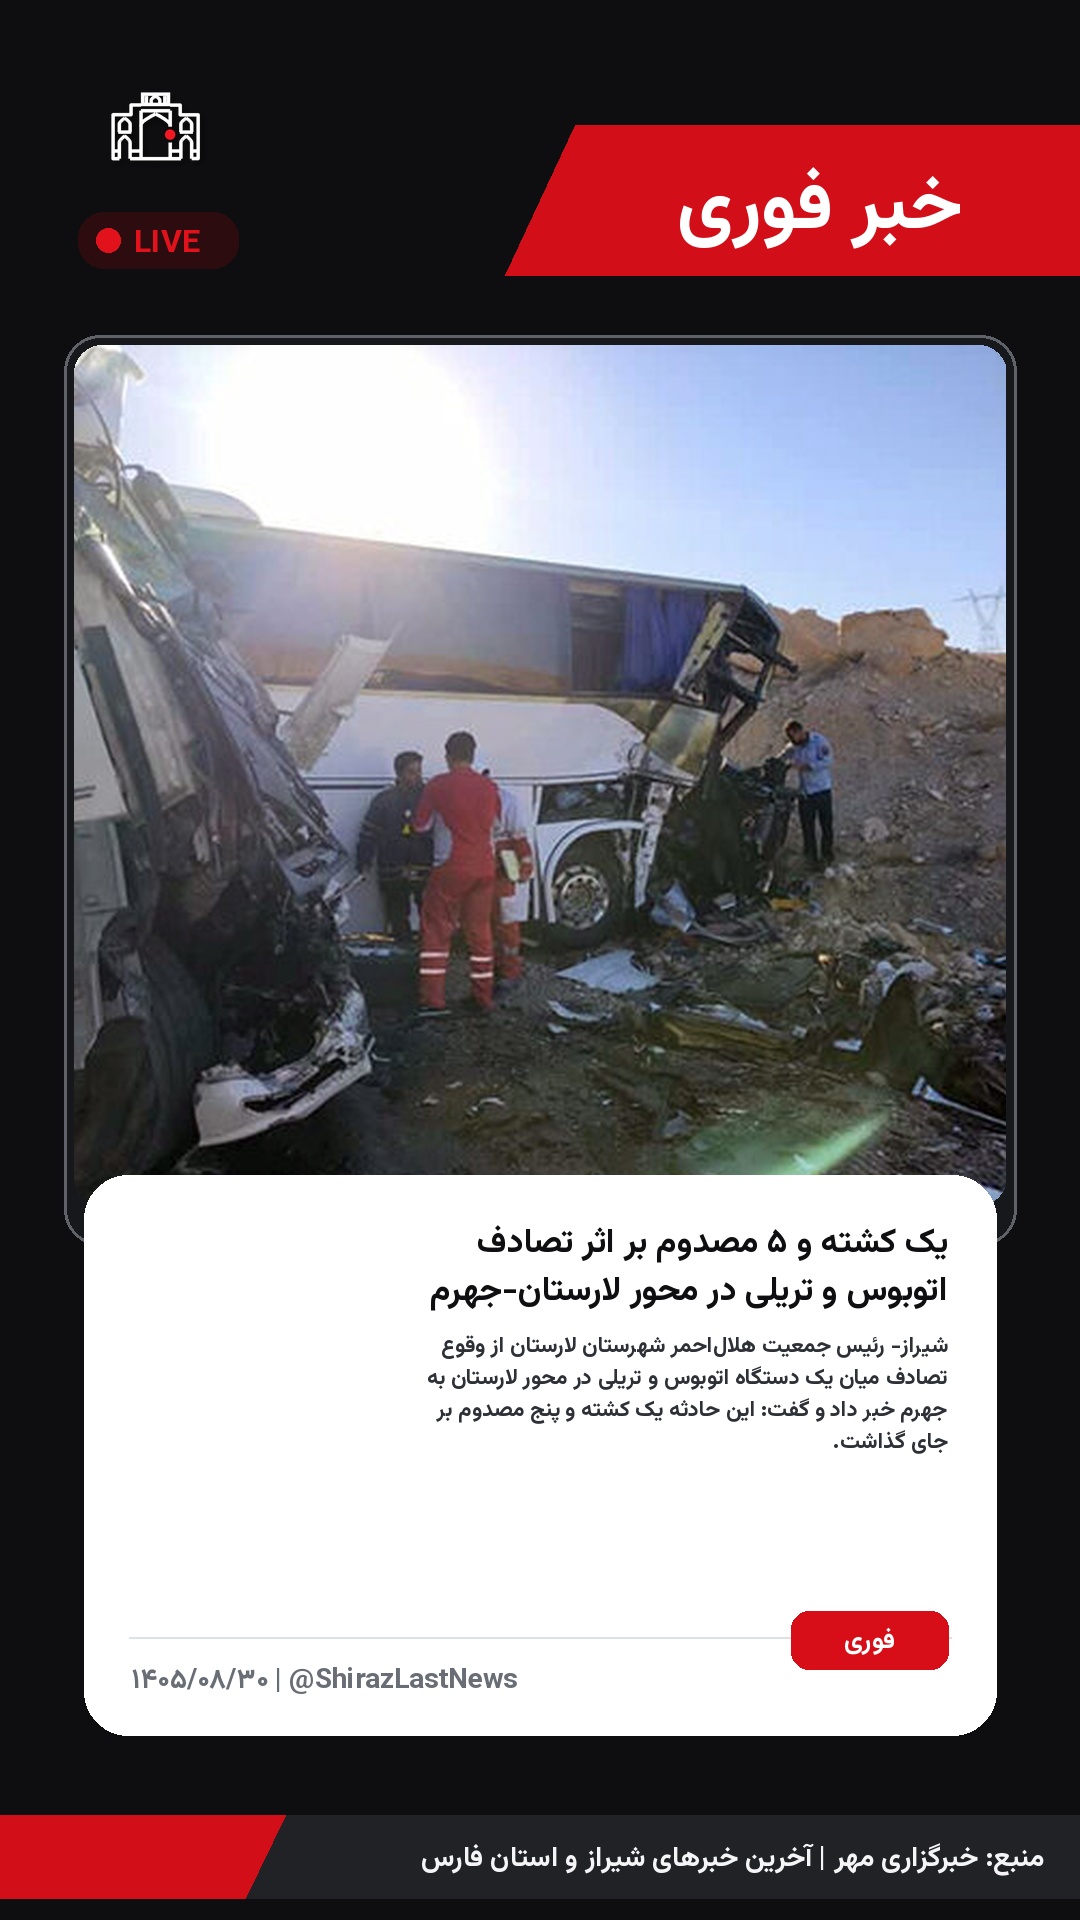 خبر فوری
LIVE
یک کشته و ۵ مصدوم بر اثر تصادف
اتوبوس و تریلی در محور لارستان-جهرم
شیراز- رئیس جمعیت هلال‌احمر شهرستان لارستان از وقوع
تصادف میان یک دستگاه اتوبوس و تریلی در محور لارستان به
جهرم خبر داد و گفت: این حادثه یک کشته و پنج مصدوم بر
جای گذاشت.
فوری
۱۴۰۵/۰۸/۳۰ | @ShirazLastNews
منبع: خبرگزاری مهر | آخرین خبرهای شیراز و استان فارس